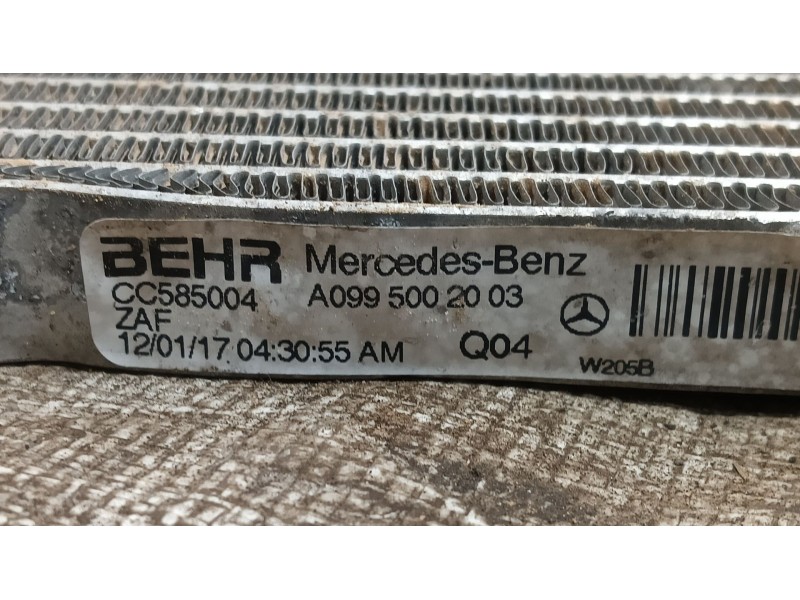 BEHR Mercedes-Benz
CC585004 A099 500 20 03
ZAF
12/01/17 04:30:55 AM Q04
W205B